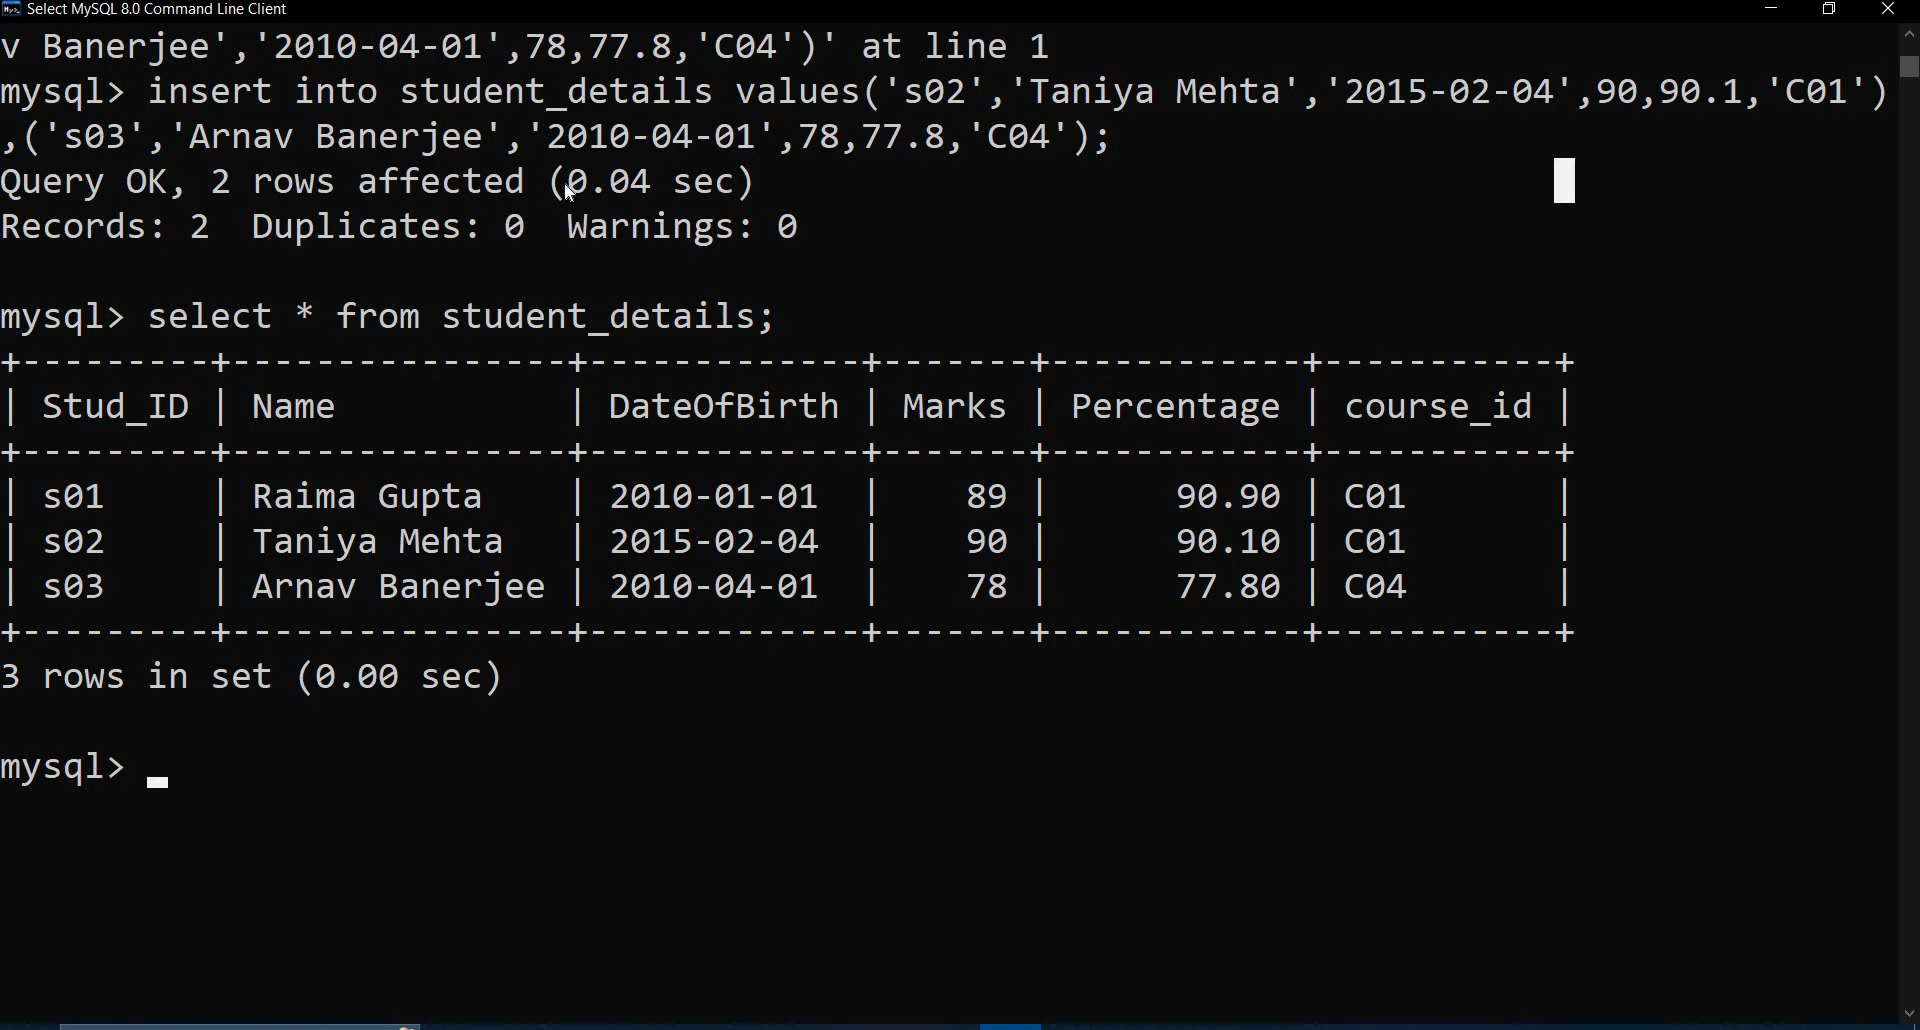 Select MySQL 8.0 Command Line Client
v Banerjee','2010-04-01',78,77.8,'C04')' at line 1
mysql> insert into student_details values('s02','Taniya Mehta','2015-02-04',90,90.1,'C01')
,('s03','Arnav Banerjee','2010-04-01',78,77.8,'C04');
Query OK, 2 rows affected (0.04 sec)
Records: 2  Duplicates: 0  Warnings: 0
mysql> select * from student_details;
+---------+----------------+-------------+-------+------------+-----------+
| Stud_ID | Name           | DateOfBirth | Marks | Percentage | course_id |
+---------+----------------+-------------+-------+------------+-----------+
| s01     | Raima Gupta    | 2010-01-01  |    89 |      90.90 | C01       |
| s02     | Taniya Mehta   | 2015-02-04  |    90 |      90.10 | C01       |
| s03     | Arnav Banerjee | 2010-04-01  |    78 |      77.80 | C04       |
+---------+----------------+-------------+-------+------------+-----------+
3 rows in set (0.00 sec)
mysql>